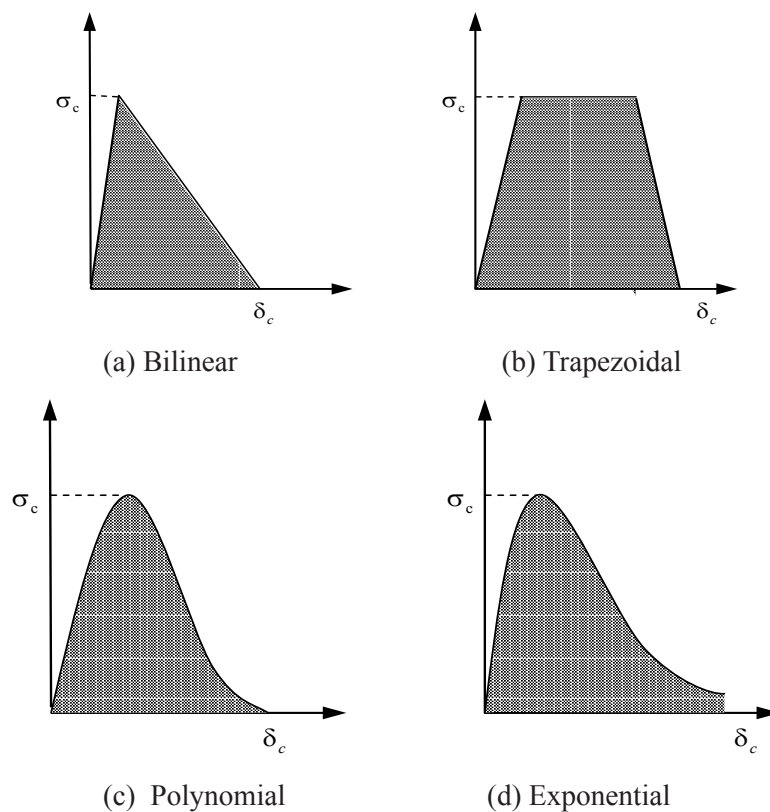 σc
δc
(a) Bilinear
σc
δc
(b) Trapezoidal
σc
δc
(c) Polynomial
σc
δc
(d) Exponential